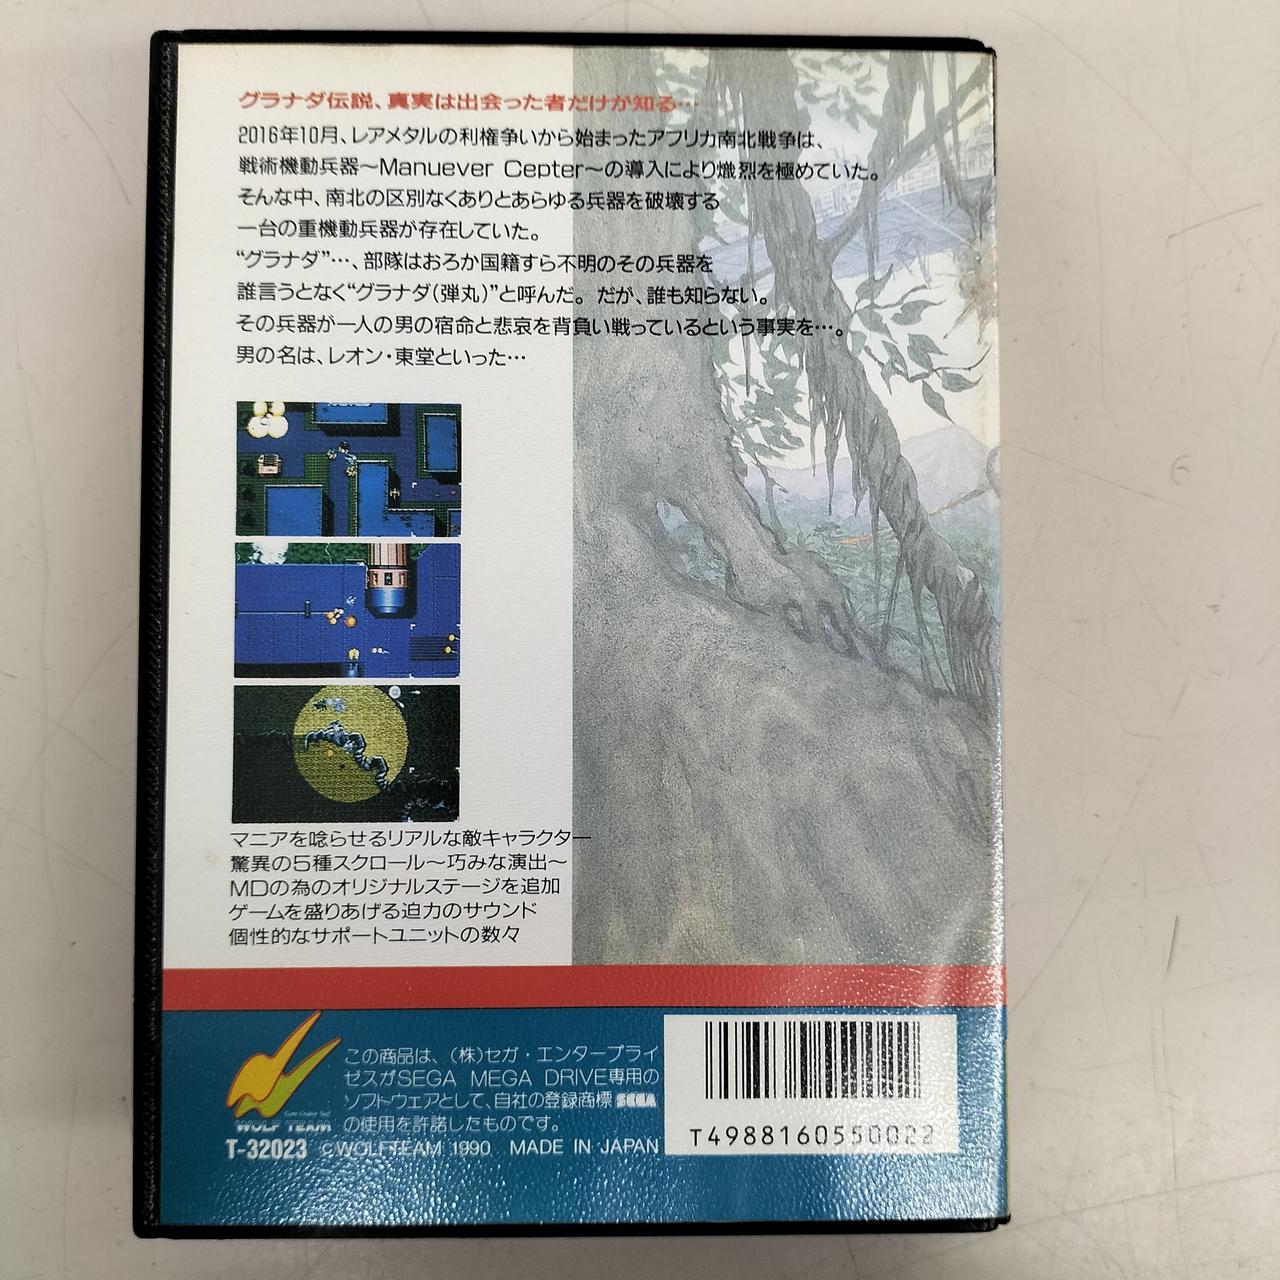 グラナダ伝説、真実は出会った者だけが知る…
2016年10月、レアメタルの利権争いから始まったアフリカ南北戦争は、
戦術機動兵器〜Manuever Cepter〜の導入により熾烈を極めていた。
そんな中、南北の区別なくありとあらゆる兵器を破壊する
一台の重機動兵器が存在していた。
“グラナダ”…、部隊はおろか国籍すら不明のその兵器を
誰言うとなく“グラナダ(弾丸)”と呼んだ。だが、誰も知らない。
その兵器が一人の男の宿命と悲哀を背負い戦っているという事実を…。
男の名は、レオン・東堂といった…
マニアを唸らせるリアルな敵キャラクター
驚異の5種スクロール〜巧みな演出〜
MDの為のオリジナルステージを追加
ゲームを盛りあげる迫力のサウンド
個性的なサポートユニットの数々
この商品は、(株)セガ・エンタープライ
ゼスがSEGA MEGA DRIVE専用の
ソフトウェアとして、自社の登録商標SEGA
の使用を許諾したものです。
Game Creator Staff
WOLF TEAM
T-32023 ©WOLFTEAM 1990 MADE IN JAPAN
T4988160550022